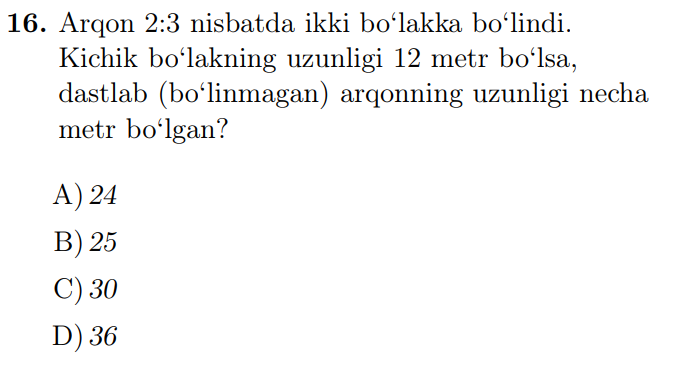 16. Arqon 2:3 nisbatda ikki bo‘lakka bo‘lindi.
Kichik bo‘lakning uzunligi 12 metr bo‘lsa,
dastlab (bo‘linmagan) arqonning uzunligi necha
metr bo‘lgan?
A) 24
B) 25
C) 30
D) 36